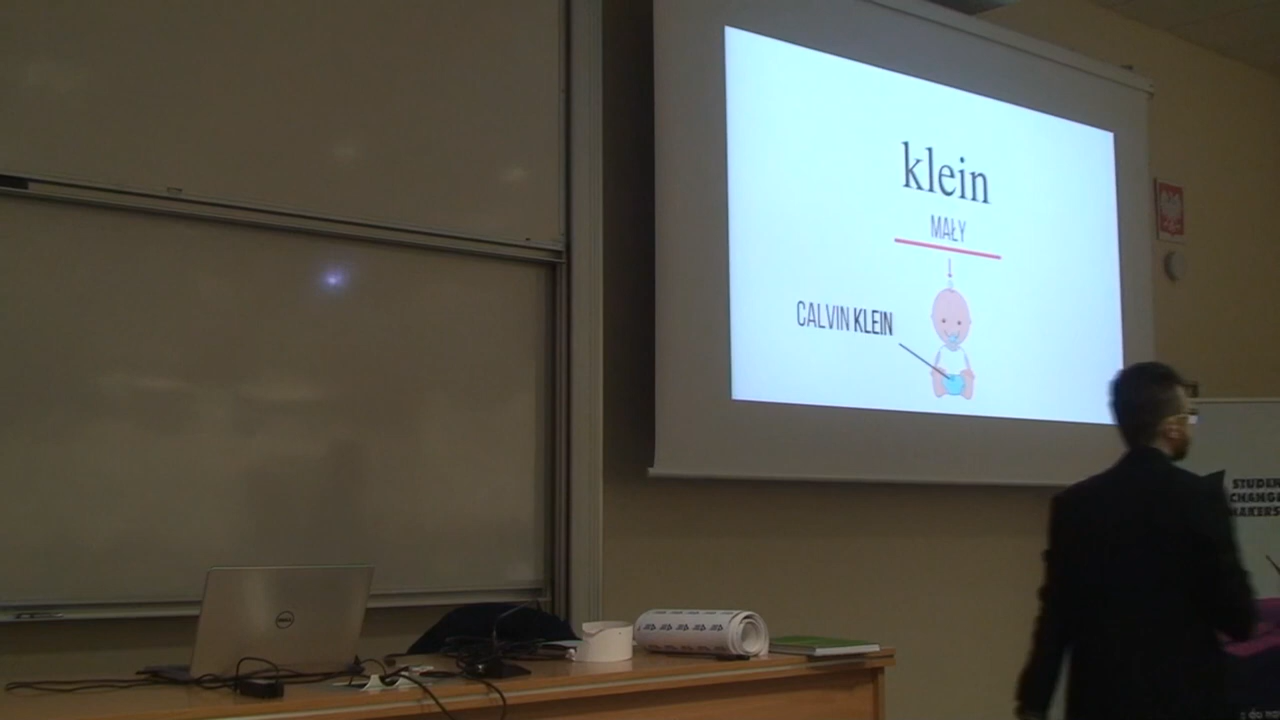 klein
MAŁY
CALVIN KLEIN
STUDEN
CHANGE
MAKERS
DELL